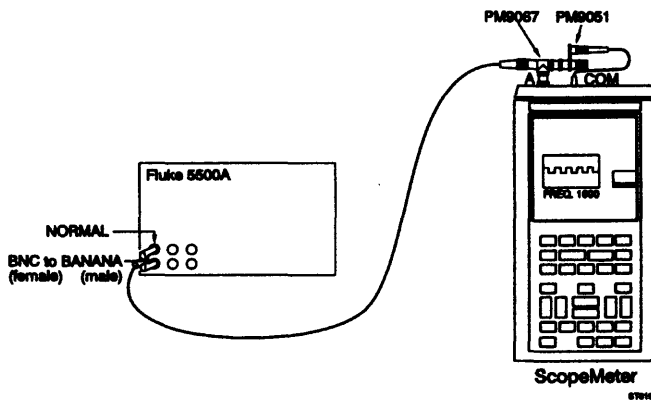 PM9067 PM9051
A COM
Fluke 5500A
FREQ. 1000
NORMAL
BNC to BANANA
(female) (male)
ScopeMeter